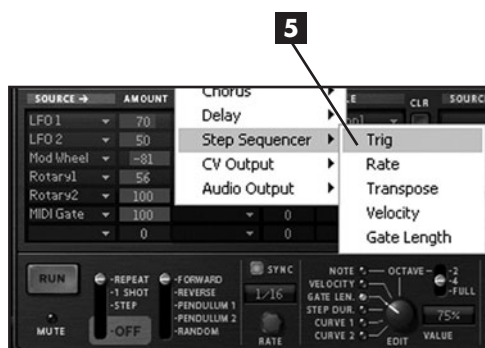 5
SOURCE → AMOUNT Chorus CLR SOURC
LFO 1 70 Delay
LFO 2 50 Step Sequencer Trig
Mod Wheel -81 CV Output Rate
Rotary1 56 Audio Output Transpose
Rotary2 100 Velocity
MIDI Gate 100 0 Gate Length
0 0
RUN REPEAT FORWARD SYNC NOTE OCTAVE 2
1 SHOT REVERSE VELOCITY 4
STEP PENDULUM 1 1/16 GATE LEN. FULL
PENDULUM 2 STEP DUR. 75%
OFF RANDOM CURVE 1
MUTE RATE CURVE 2 EDIT VALUE